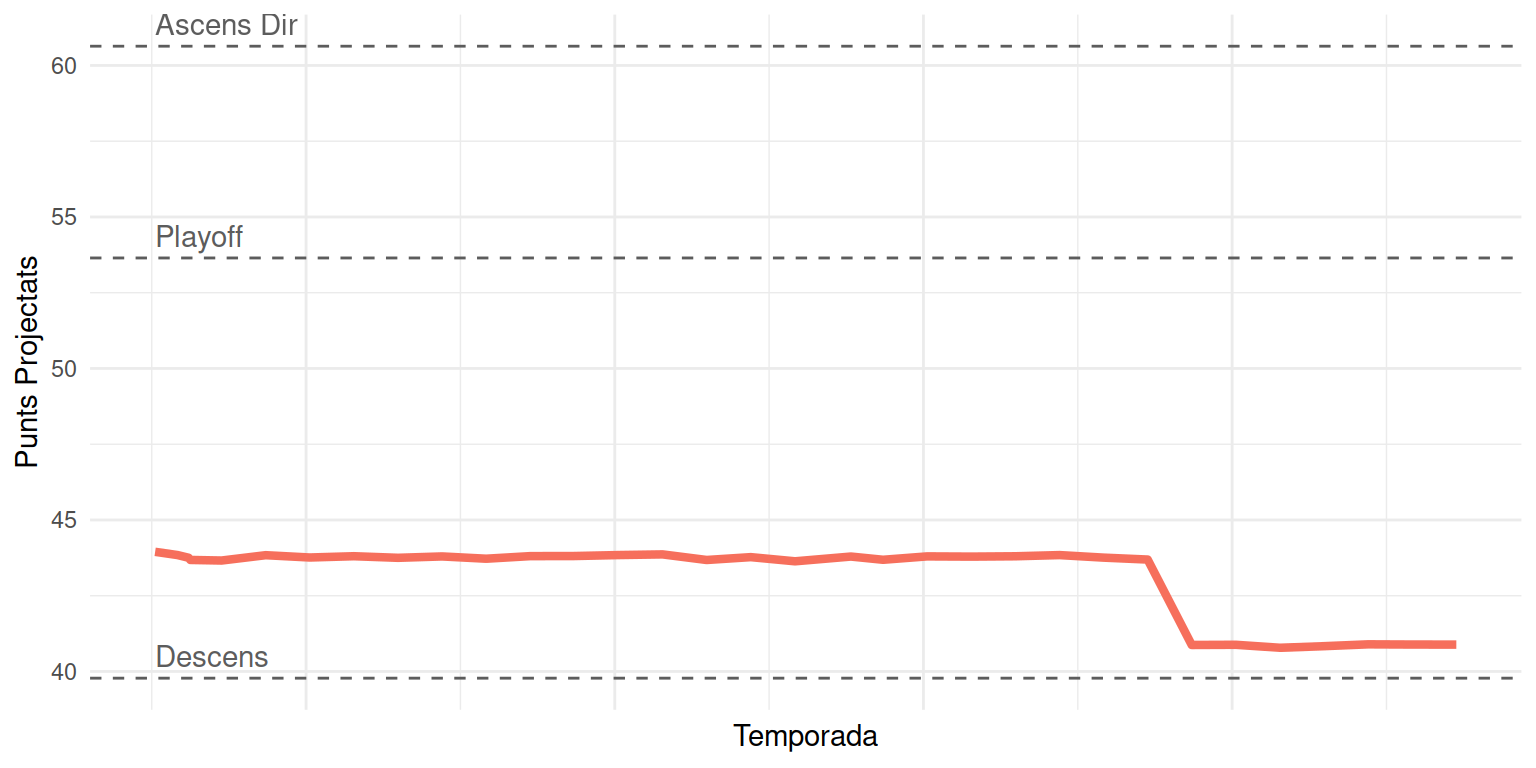 Ascens Dir
60
55
Playoff
50
45
Descens
40
Punts Projectats
Temporada